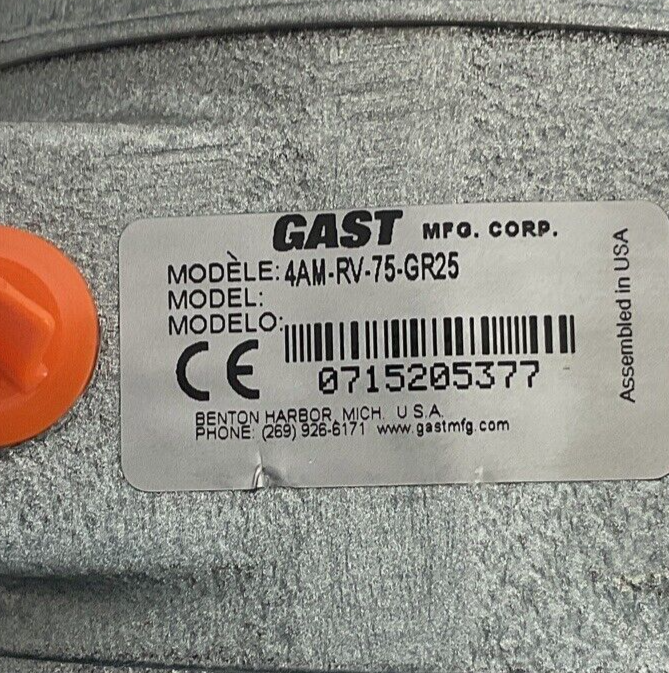 GAST MFG. CORP.
MODÈLE: 4AM-RV-75-GR25
MODEL:
MODELO:
CE 0715205377
BENTON HARBOR, MICH. U.S.A.
PHONE: (269) 926-6171 www.gastmfg.com
Assembled in USA